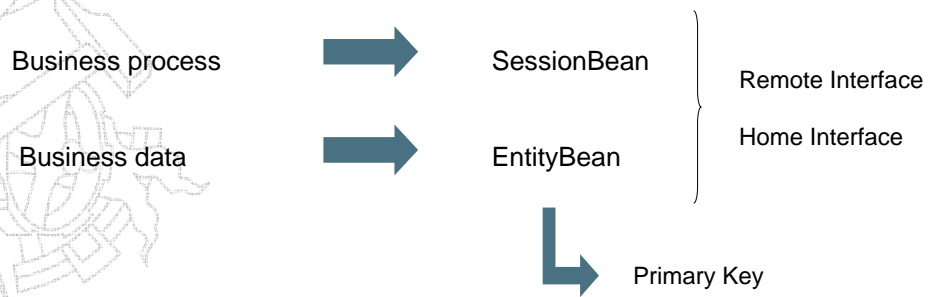 Business process
SessionBean
Remote Interface
Home Interface
Business data
EntityBean
Primary Key